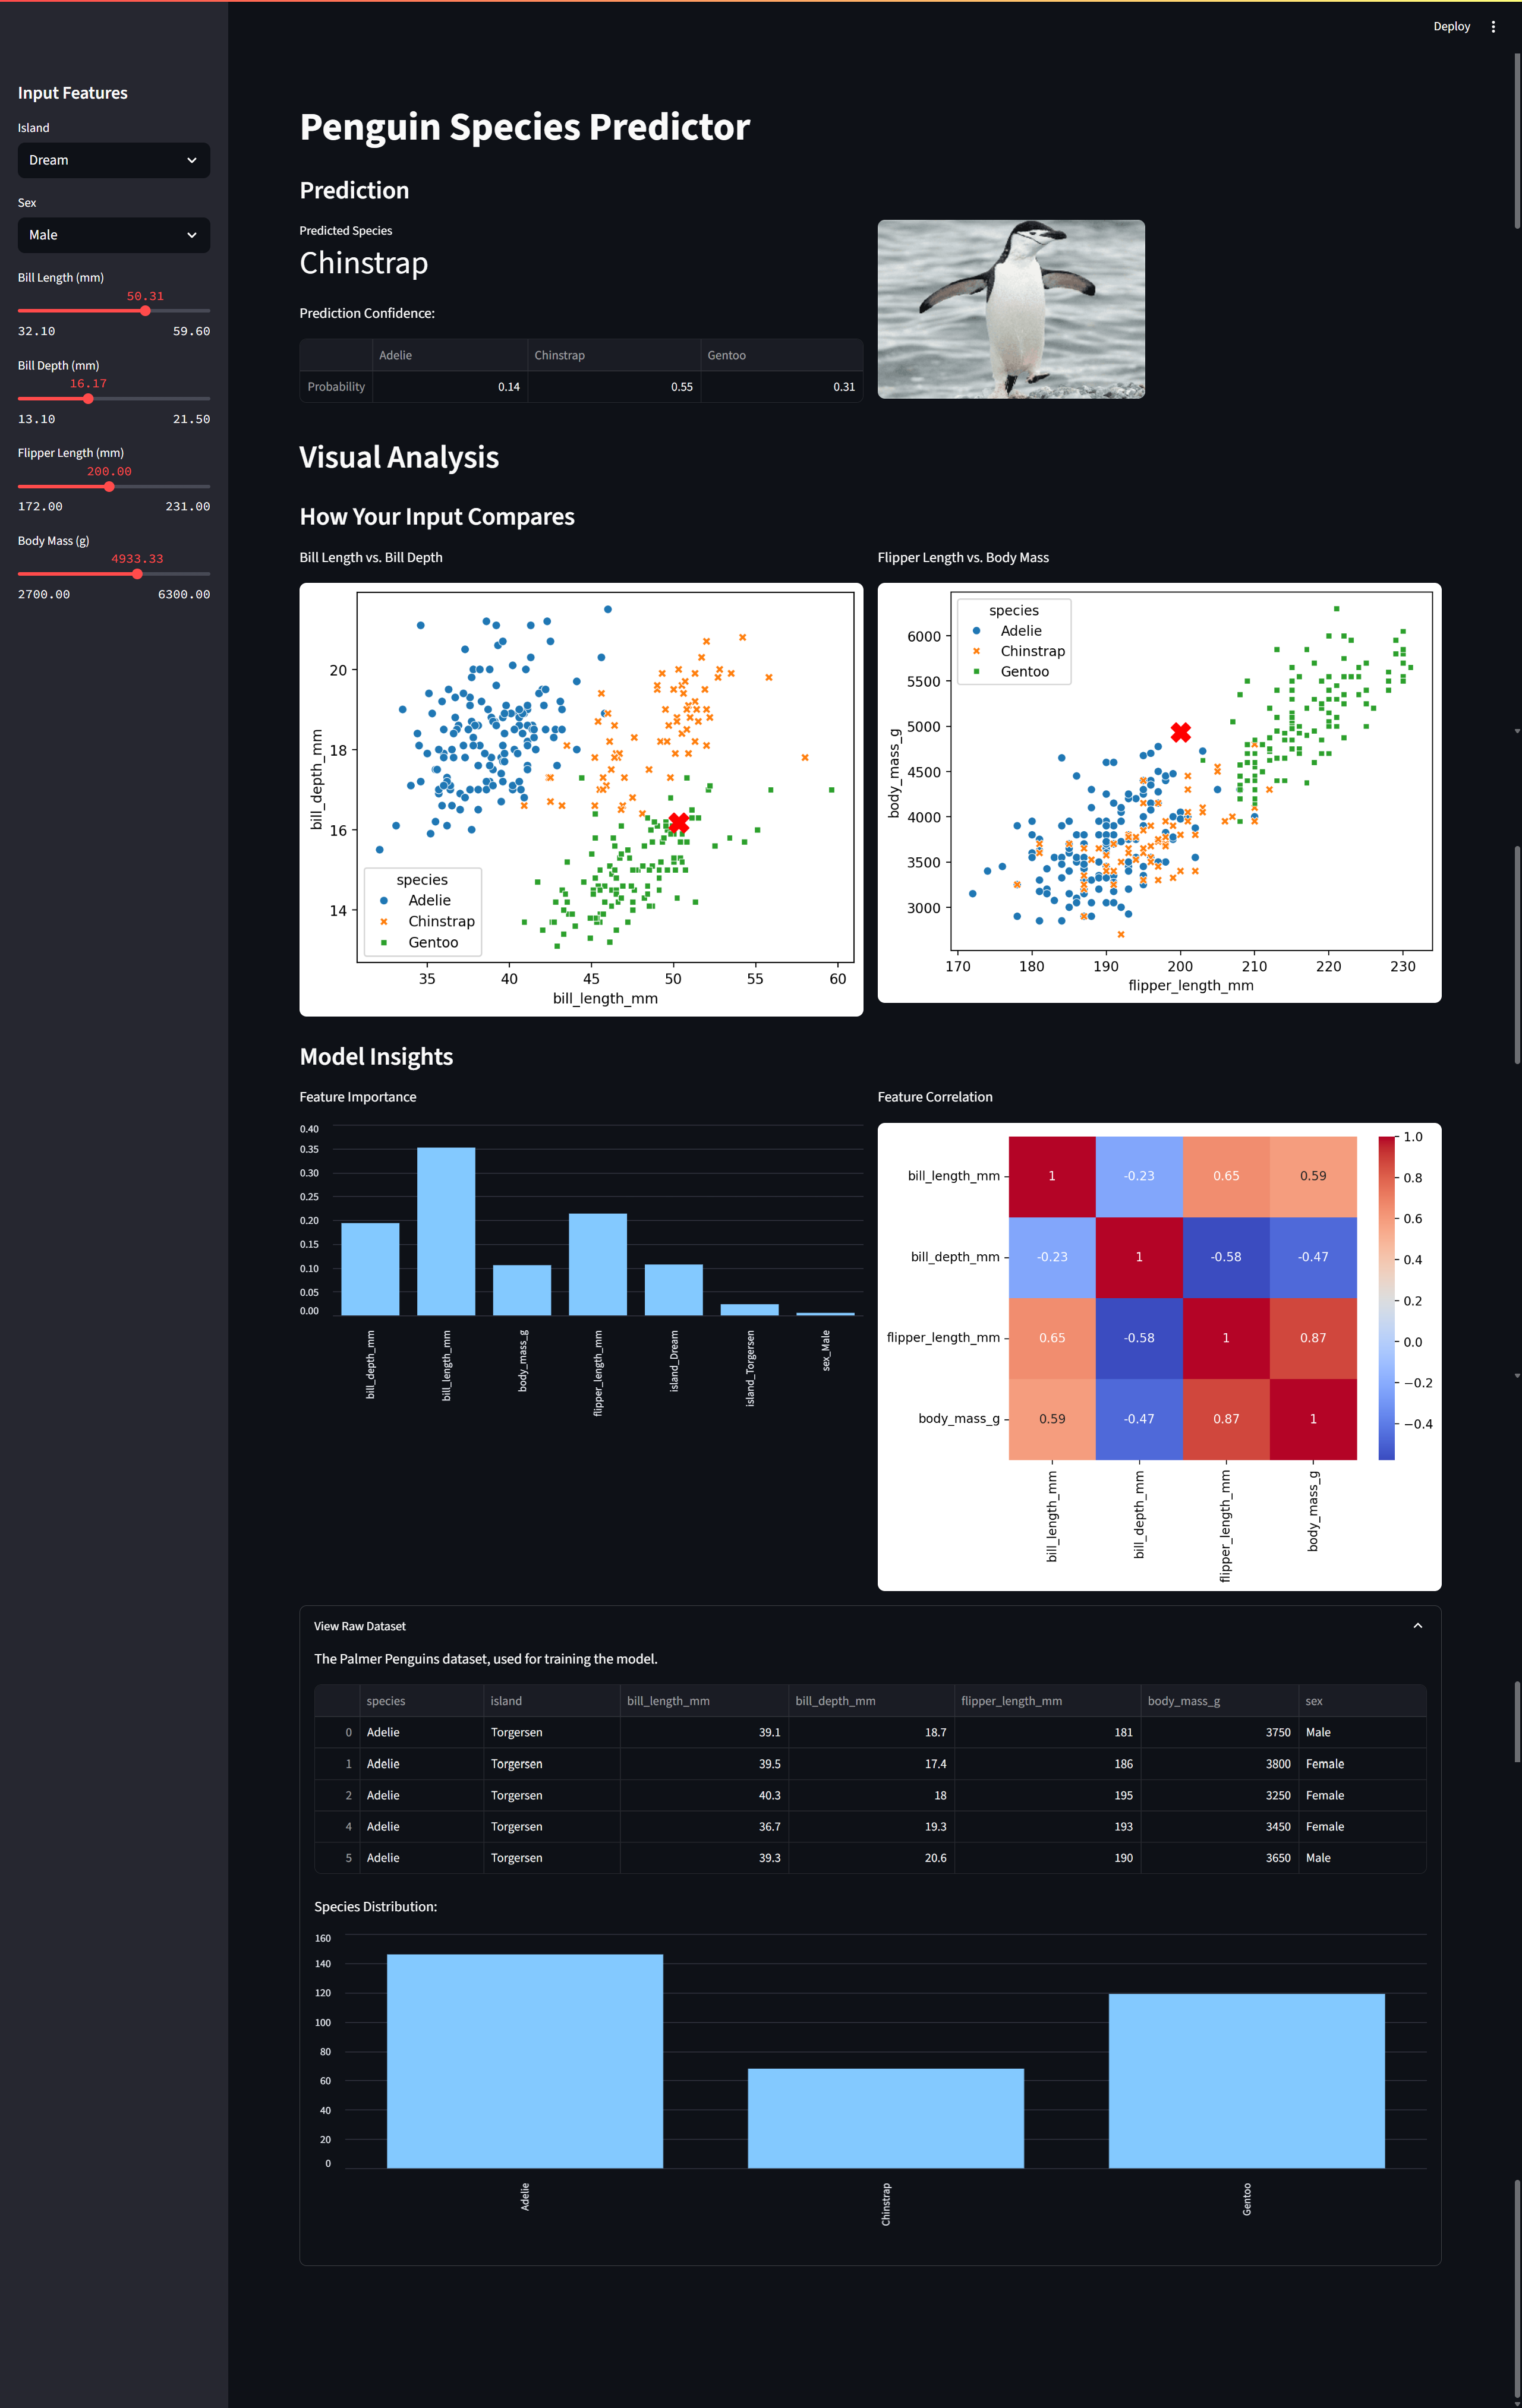 Deploy
Input Features
Island
Dream
Sex
Male
Bill Length (mm)
50.31
32.10 59.60
Bill Depth (mm)
16.17
13.10 21.50
Flipper Length (mm)
200.00
172.00 231.00
Body Mass (g)
4933.33
2700.00 6300.00
Penguin Species Predictor
Prediction
Predicted Species
Chinstrap
Prediction Confidence:
Adelie Chinstrap Gentoo
Probability 0.14 0.55 0.31
Visual Analysis
How Your Input Compares
Bill Length vs. Bill Depth
20
18
16
14
bill_depth_mm
species
Adelie
Chinstrap
Gentoo
35 40 45 50 55 60
bill_length_mm
Flipper Length vs. Body Mass
species
Adelie
Chinstrap
Gentoo
6000
5500
5000
4500
4000
3500
3000
body_mass_g
170 180 190 200 210 220 230
flipper_length_mm
Model Insights
Feature Importance
0.40
0.35
0.30
0.25
0.20
0.15
0.10
0.05
0.00
bill_depth_mm
bill_length_mm
body_mass_g
flipper_length_mm
island_Dream
island_Torgersen
sex_Male
Feature Correlation
bill_length_mm 1 -0.23 0.65 0.59
bill_depth_mm -0.23 1 -0.58 -0.47
flipper_length_mm 0.65 -0.58 1 0.87
body_mass_g 0.59 -0.47 0.87 1
bill_length_mm
bill_depth_mm
flipper_length_mm
body_mass_g
1.0
0.8
0.6
0.4
0.2
0.0
−0.2
−0.4
View Raw Dataset
The Palmer Penguins dataset, used for training the model.
species island bill_length_mm bill_depth_mm flipper_length_mm body_mass_g sex
0 Adelie Torgersen 39.1 18.7 181 3750 Male
1 Adelie Torgersen 39.5 17.4 186 3800 Female
2 Adelie Torgersen 40.3 18 195 3250 Female
4 Adelie Torgersen 36.7 19.3 193 3450 Female
5 Adelie Torgersen 39.3 20.6 190 3650 Male
Species Distribution:
160
140
120
100
80
60
40
20
0
Adelie
Chinstrap
Gentoo